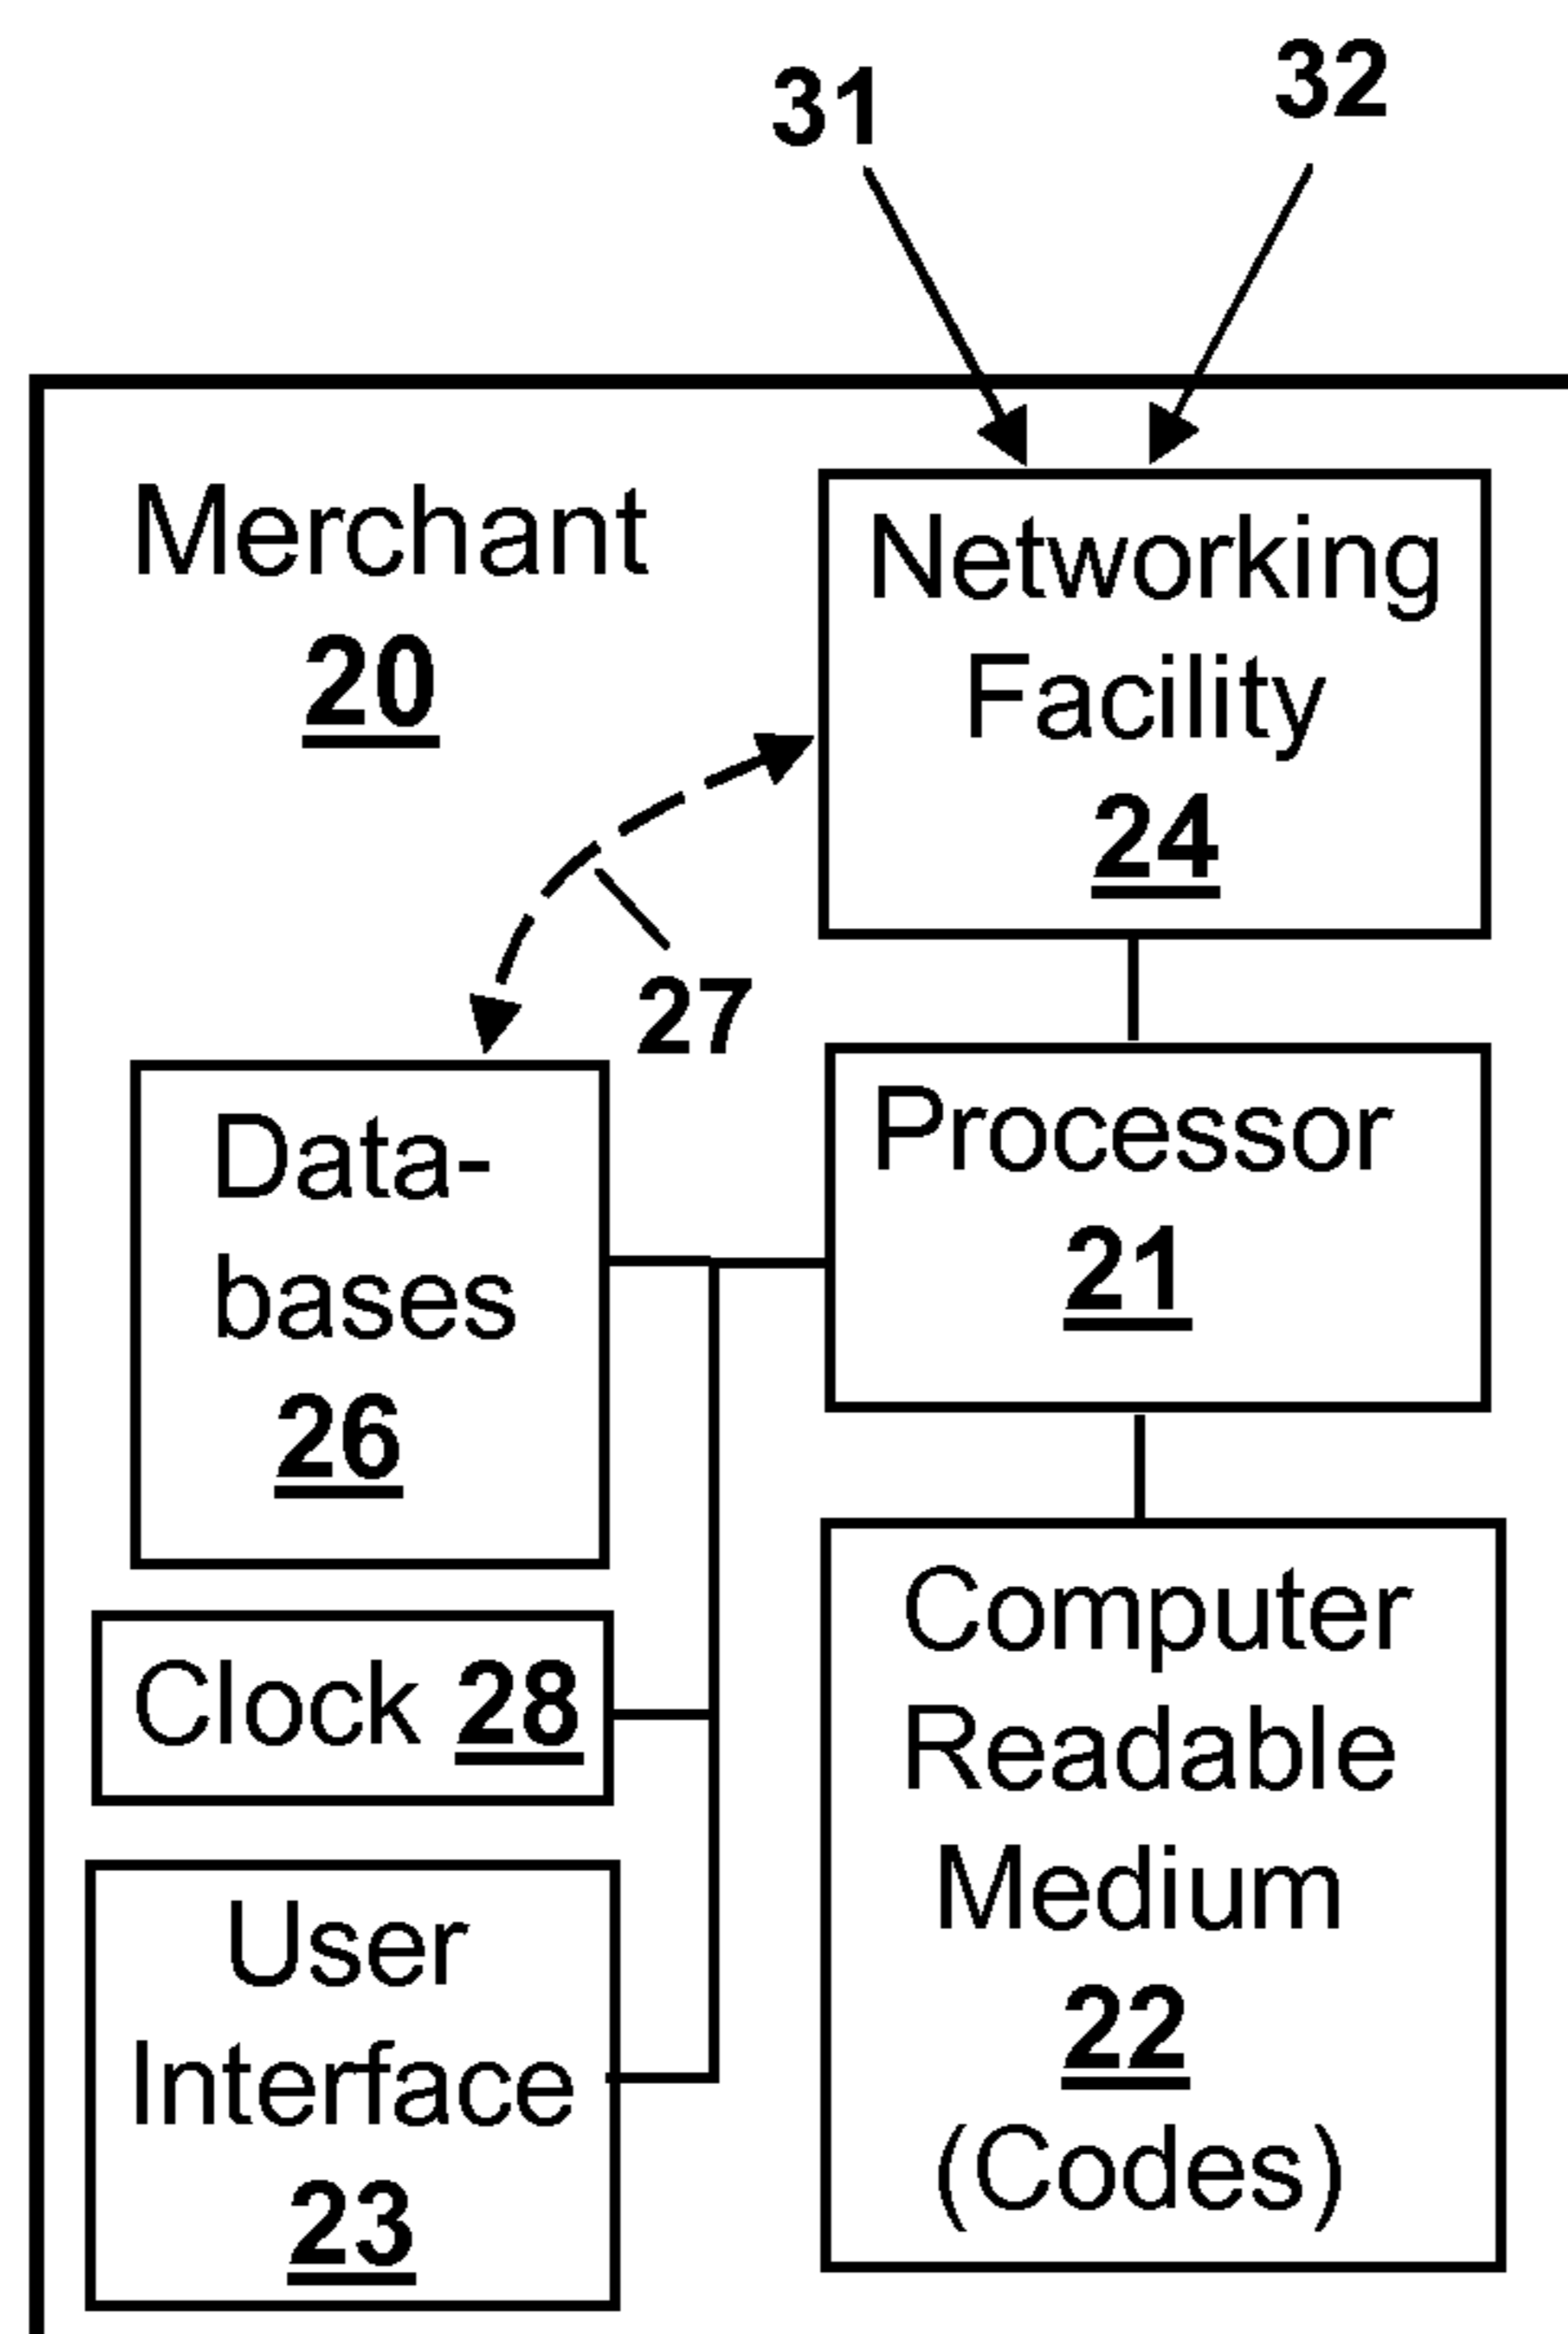 31
32
Merchant
20
Networking
Facility
24
27
Data-
bases
26
Processor
21
Clock 28
Computer
Readable
Medium
22
(Codes)
User
Interface
23